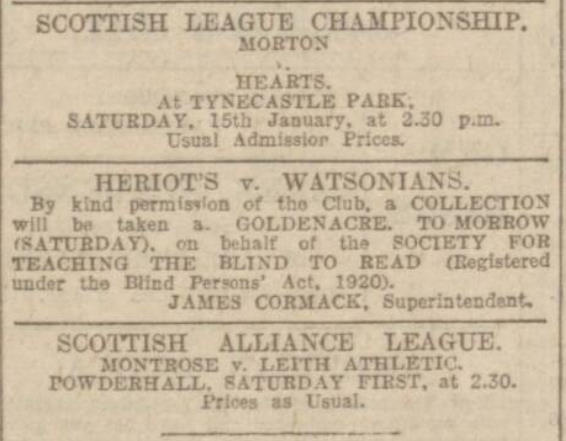 SCOTTISH LEAGUE CHAMPIONSHIP.
MORTON
v.
HEARTS.
At TYNECASTLE PARK,
SATURDAY, 15th January, at 2.30 p.m.
Usual Admission Prices.
HERIOT'S v. WATSONIANS.
By kind permission of the Club, a COLLECTION
will be taken a. GOLDENACRE, TO MORROW
(SATURDAY), on behalf of the SOCIETY FOR
TEACHING THE BLIND TO READ (Registered
under the Blind Persons' Act, 1920).
JAMES CORMACK, Superintendent.
SCOTTISH ALLIANCE LEAGUE.
MONTROSE v. LEITH ATHLETIC.
POWDERHALL, SATURDAY FIRST, at 2.30.
Prices as Usual.